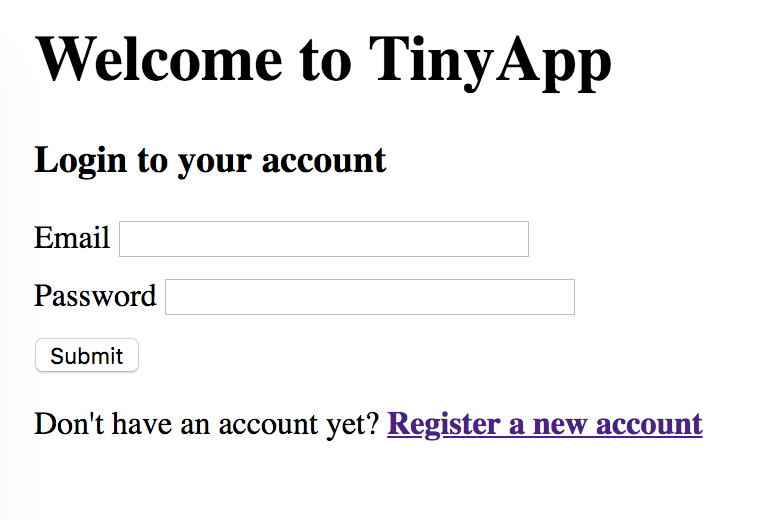 Welcome to TinyApp
Login to your account
Email
Password
Submit
Don't have an account yet? Register a new account